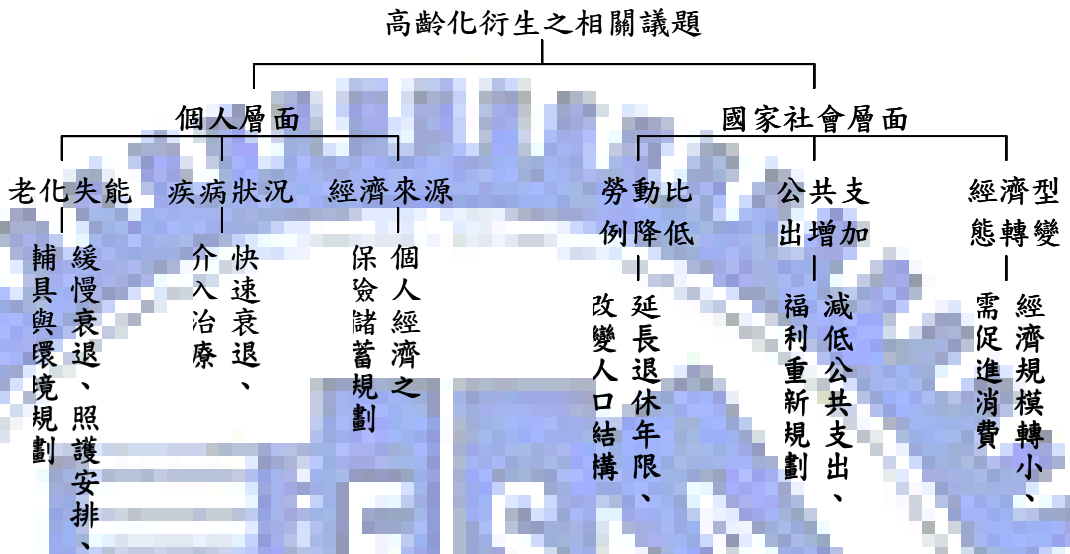 高齡化衍生之相關議題
個人層面
國家社會層面
老化失能
疾病狀況
經濟來源
勞動比
例降低
公共支
出增加
經濟型
態轉變
緩慢衰退、照護安排、
輔具與環境規劃
快速衰退、
介入治療
個人經濟之
保險儲蓄規劃
延長退休年限、
改變人口結構
減低公共支出、
福利重新規劃
經濟規模轉小、
需促進消費